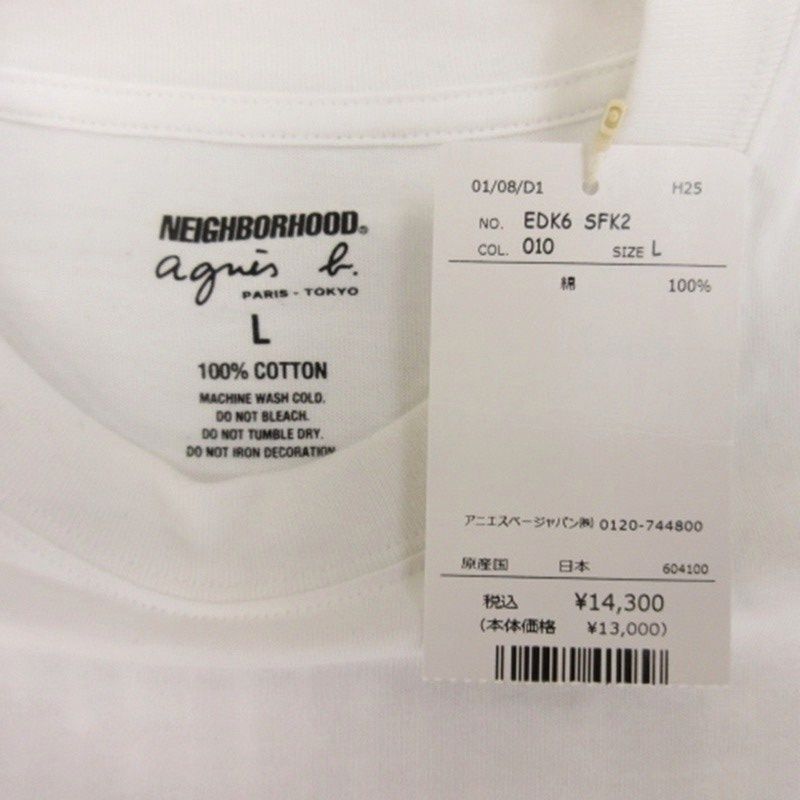 NEIGHBORHOOD®
agnès b.
PARIS - TOKYO
L
100% COTTON
MACHINE WASH COLD.
DO NOT BLEACH.
DO NOT TUMBLE DRY.
DO NOT IRON DECORATION
01/08/D1 H25
NO. EDK6 SFK2
COL. 010 SIZE L
綿 100%
アニエスベージャパン㈱ 0120-744800
原産国 日本 604100
税込 ¥14,300
(本体価格 ¥13,000)